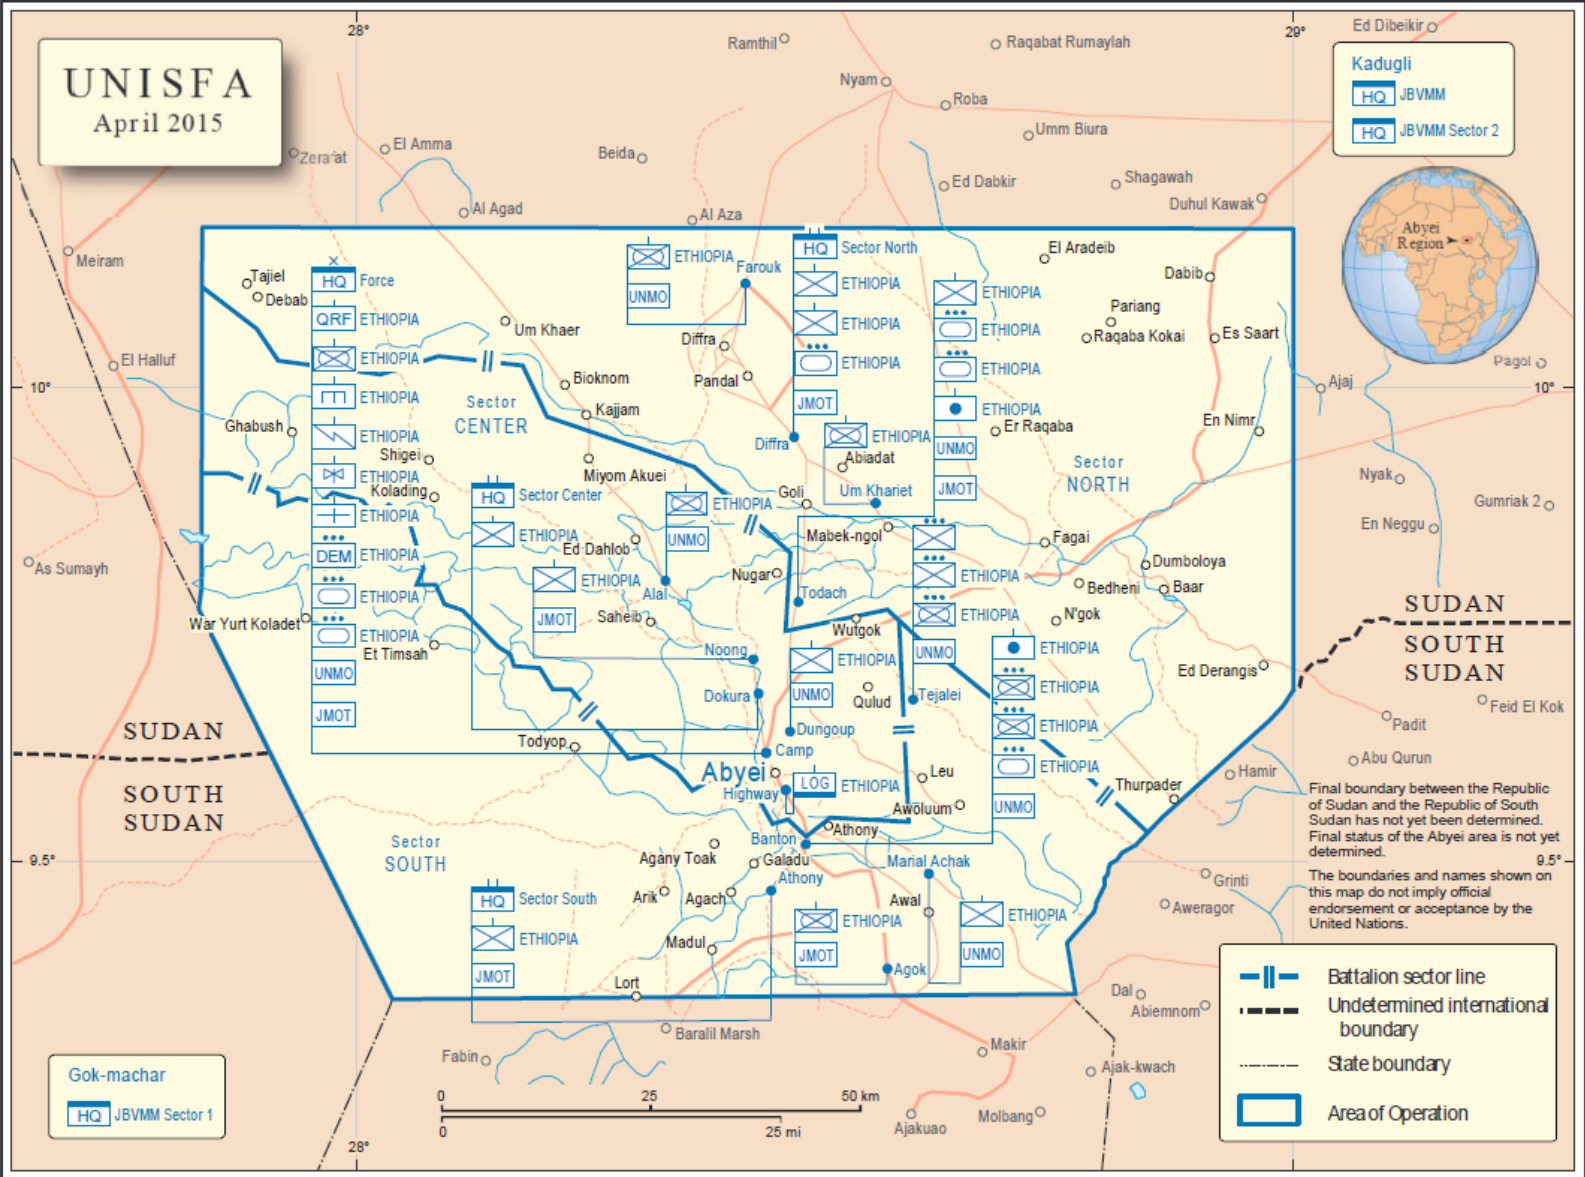 UNISFA
April 2015
28°
29°
Ed Dibeikir
Ramthil
Raqabat Rumaylah
Nyam
Roba
Umm Biura
Kadugli
HQ JBVMM
HQ JBVMM Sector 2
Zerafat
El Amma
Beida
Ed Dabkir
Shagawah
Duhul Kawak
Al Agad
Al Aza
Meiram
Abyei
Region
Tajiel
Debab
HQ Force
QRF ETHIOPIA
ETHIOPIA
ETHIOPIA
ETHIOPIA
ETHIOPIA
ETHIOPIA
DEM ETHIOPIA
ETHIOPIA
ETHIOPIA
UNMO
JMOT
ETHIOPIA
UNMO
Farouk
HQ Sector North
ETHIOPIA
ETHIOPIA
ETHIOPIA
JMOT
Diffra
ETHIOPIA
ETHIOPIA
ETHIOPIA
ETHIOPIA
UNMO
JMOT
El Aradeib
Dabib
Pariang
Raqaba Kokai
Es Saart
Um Khaer
Diffra
Pandal
El Halluf
Pagol
10°
10°
Ajaj
Bioknom
Kajjam
Sector
CENTER
Ghabush
Shigei
Kolading
Miyom Akuei
ETHIOPIA
Abiadat
Um Khariet
Er Raqaba
En Nimr
Sector
NORTH
Nyak
Gumriak 2
En Neggu
HQ Sector Center
ETHIOPIA
ETHIOPIA
JMOT
ETHIOPIA
UNMO
Goli
Mabek-ngol
Ed Dahlob
Nugar
Alal
Saheib
Todach
ETHIOPIA
ETHIOPIA
UNMO
Fagai
Dumboloya
Bedheni
Baar
N'gok
As Sumayh
War Yurt Koladet
Et Timsah
Wutgok
Noong
Dokura
ETHIOPIA
UNMO
Qulud
Tejalei
Dungoup
Camp
ETHIOPIA
ETHIOPIA
ETHIOPIA
ETHIOPIA
UNMO
Ed Derangis
SUDAN
SOUTH
SUDAN
Feid El Kok
Padit
Abu Qurun
Hamir
SUDAN
SOUTH
SUDAN
Todyop
Abyei
Highway
LOG ETHIOPIA
Leu
Awoluum
Thurpader
Banton
Athony
Marial Achak
Final boundary between the Republic
of Sudan and the Republic of South
Sudan has not yet been determined.
Final status of the Abyei area is not yet
determined.
The boundaries and names shown on
this map do not imply official
endorsement or acceptance by the
United Nations.
9.5°
9.5°
Sector
SOUTH
Agany Toak
Galadu
Athony
Arik
Agach
Awal
Grinti
Aweragor
HQ Sector South
ETHIOPIA
JMOT
Madul
Lort
ETHIOPIA
JMOT
Agok
ETHIOPIA
UNMO
Dal
Abiemnom
Baralil Marsh
Fabin
Makir
Ajak-kwach
Molbang
Ajakuao
Gok-machar
HQ JBVMM Sector 1
0 25 50 km
0 25 mi
28°
Battalion sector line
Undetermined international
boundary
State boundary
Area of Operation